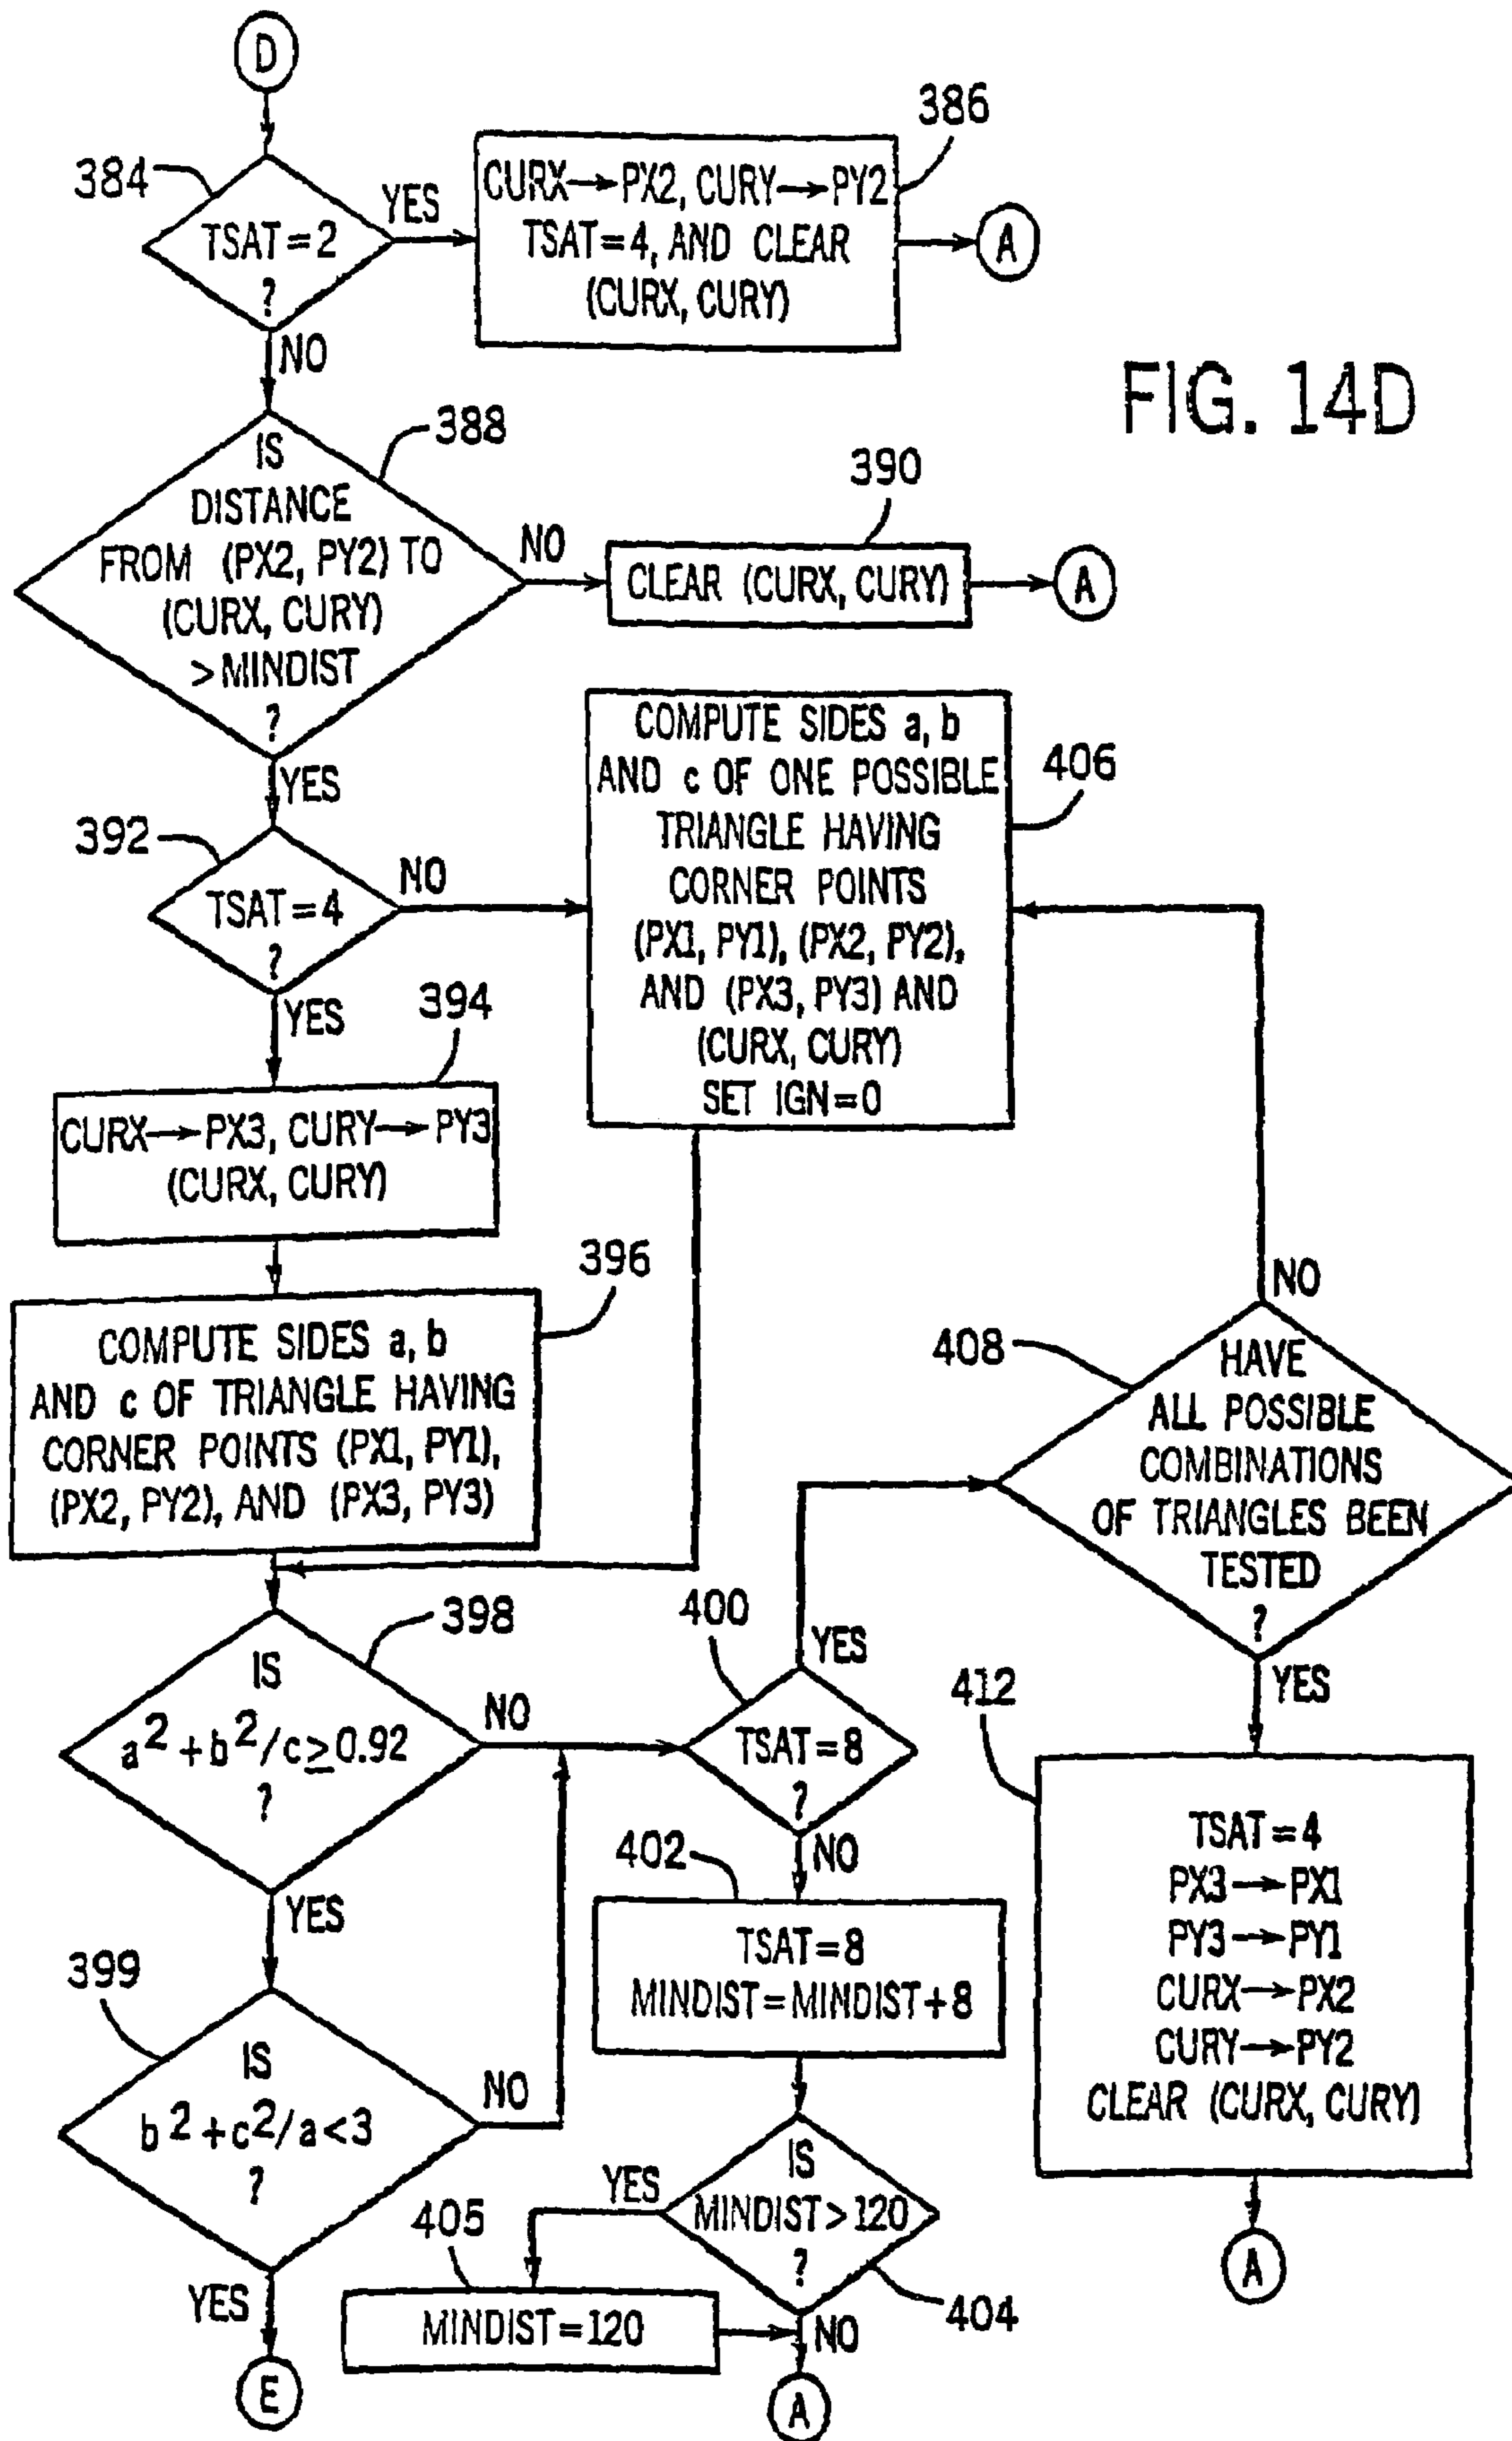 D
384
TSAT = 2
?
YES
386
CURX → PX2, CURY → PY2
TSAT = 4, AND CLEAR
(CURX, CURY)
A
NO
FIG. 14D
388
IS
DISTANCE
FROM (PX2, PY2) TO
(CURX, CURY)
> MINDIST
?
NO
390
CLEAR (CURX, CURY)
A
YES
392
TSAT = 4
?
NO
406
COMPUTE SIDES a, b
AND c OF ONE POSSIBLE
TRIANGLE HAVING
CORNER POINTS
(PX1, PY1), (PX2, PY2),
AND (PX3, PY3) AND
(CURX, CURY)
SET IGN = 0
YES
394
CURX → PX3, CURY → PY3
(CURX, CURY)
396
COMPUTE SIDES a, b
AND c OF TRIANGLE HAVING
CORNER POINTS (PX1, PY1),
(PX2, PY2), AND (PX3, PY3)
398
IS
a² + b²/c ≥ 0.92
?
NO
YES
399
IS
b² + c²/a < 3
?
NO
YES
E
400
TSAT = 8
?
YES
NO
402
TSAT = 8
MINDIST = MINDIST + 8
IS
MINDIST > 120
?
404
YES
405
MINDIST = 120
NO
A
408
HAVE
ALL POSSIBLE
COMBINATIONS
OF TRIANGLES BEEN
TESTED
?
NO
YES
412
TSAT = 4
PX3 → PX1
PY3 → PY1
CURX → PX2
CURY → PY2
CLEAR (CURX, CURY)
A